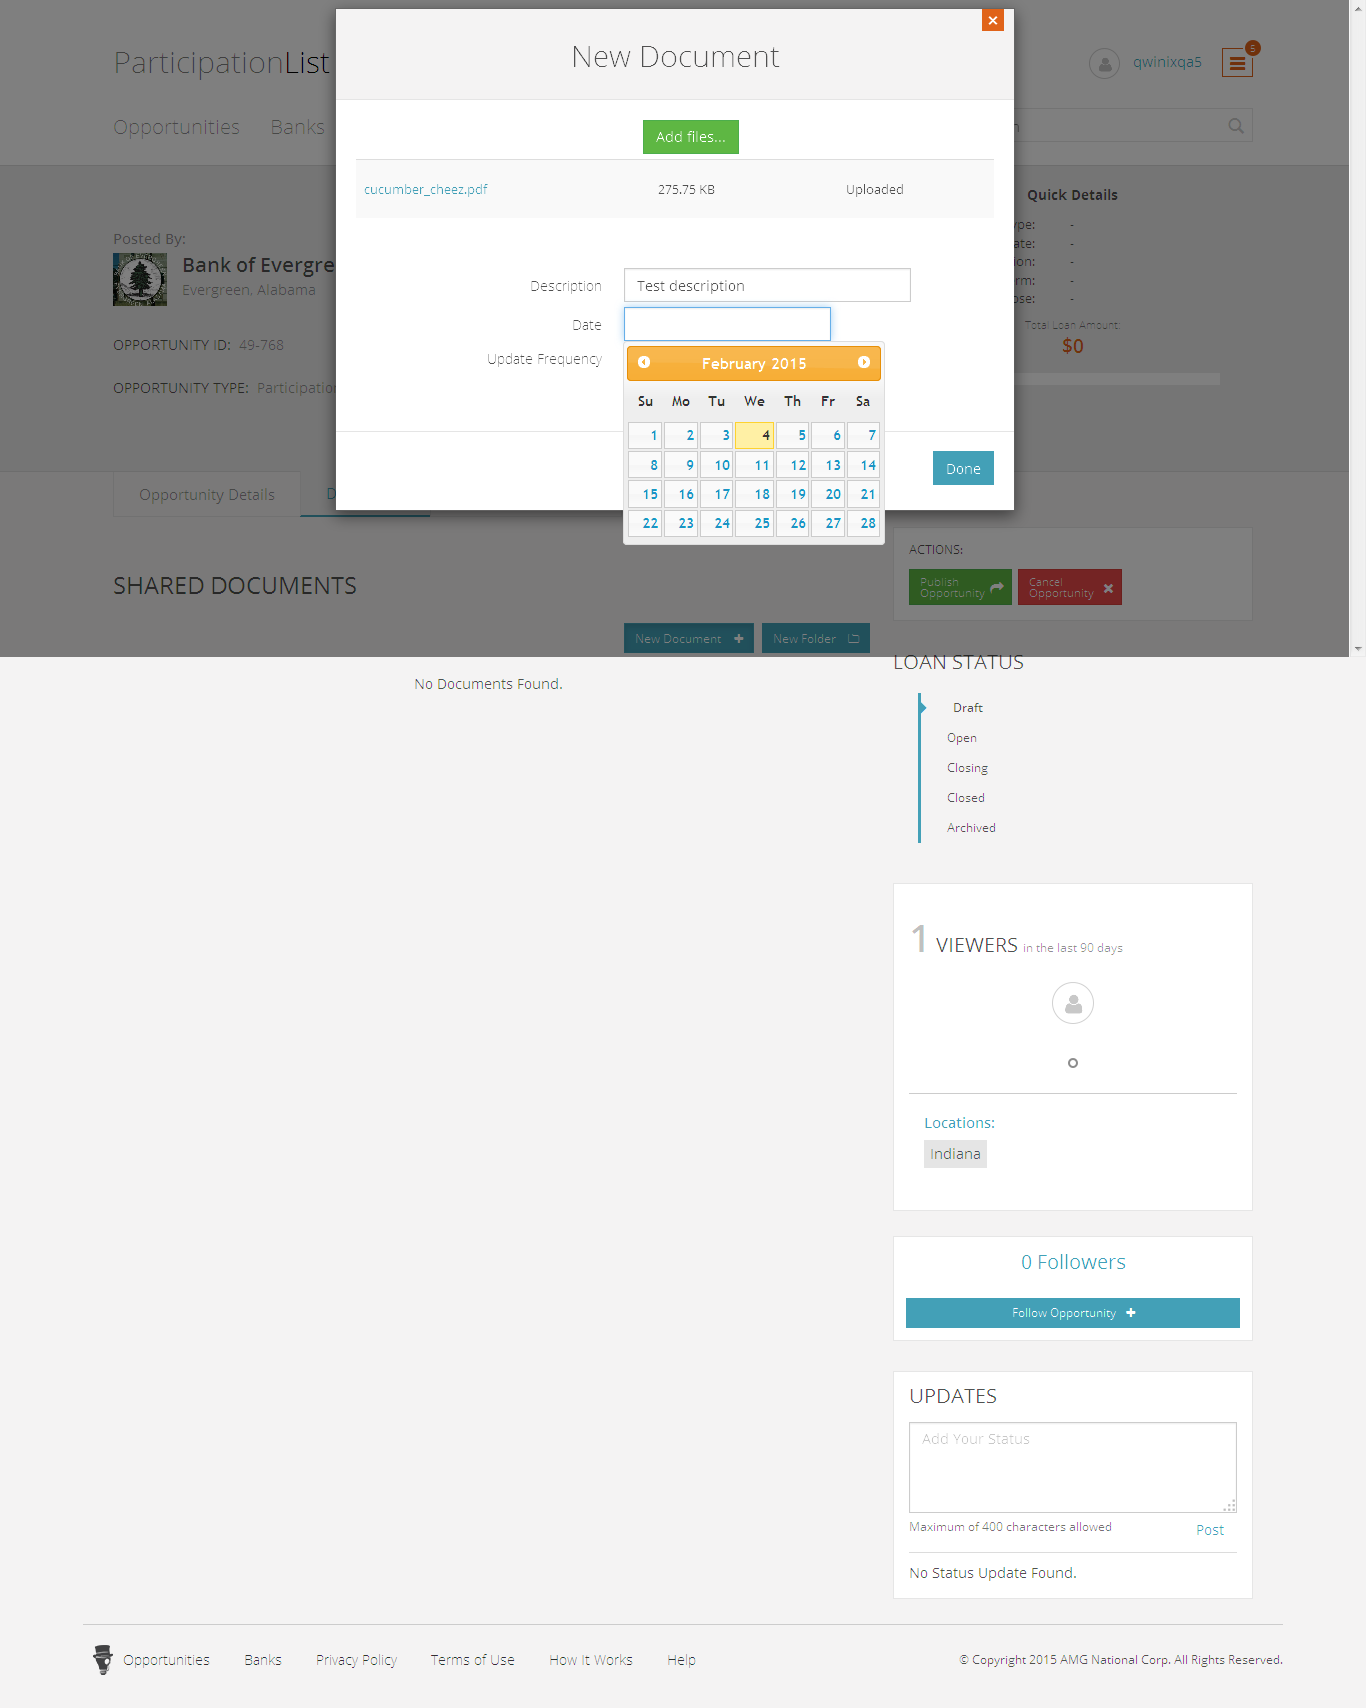 New Document
ParticipationList
qwinixqa5
5
Opportunities Banks
Add files...
cucumber_cheez.pdf 275.75 KB Uploaded
Quick Details
-
-
-
-
-
Total Loan Amount:
$0
Posted By:
Bank of Evergre
Evergreen, Alabama
OPPORTUNITY ID: 49-768
OPPORTUNITY TYPE: Participation
Description Test description
Date
Update Frequency
February 2015
Su Mo Tu We Th Fr Sa
1 2 3 4 5 6 7
8 9 10 11 12 13 14
15 16 17 18 19 20 21
22 23 24 25 26 27 28
Done
Opportunity Details D
SHARED DOCUMENTS
ACTIONS:
Publish Opportunity
Cancel Opportunity
New Document New Folder
No Documents Found.
LOAN STATUS
Draft
Open
Closing
Closed
Archived
1 VIEWERS in the last 90 days
Locations:
Indiana
0 Followers
Follow Opportunity
UPDATES
Add Your Status
Maximum of 400 characters allowed
Post
No Status Update Found.
Opportunities Banks Privacy Policy Terms of Use How It Works Help
© Copyright 2015 AMG National Corp. All Rights Reserved.